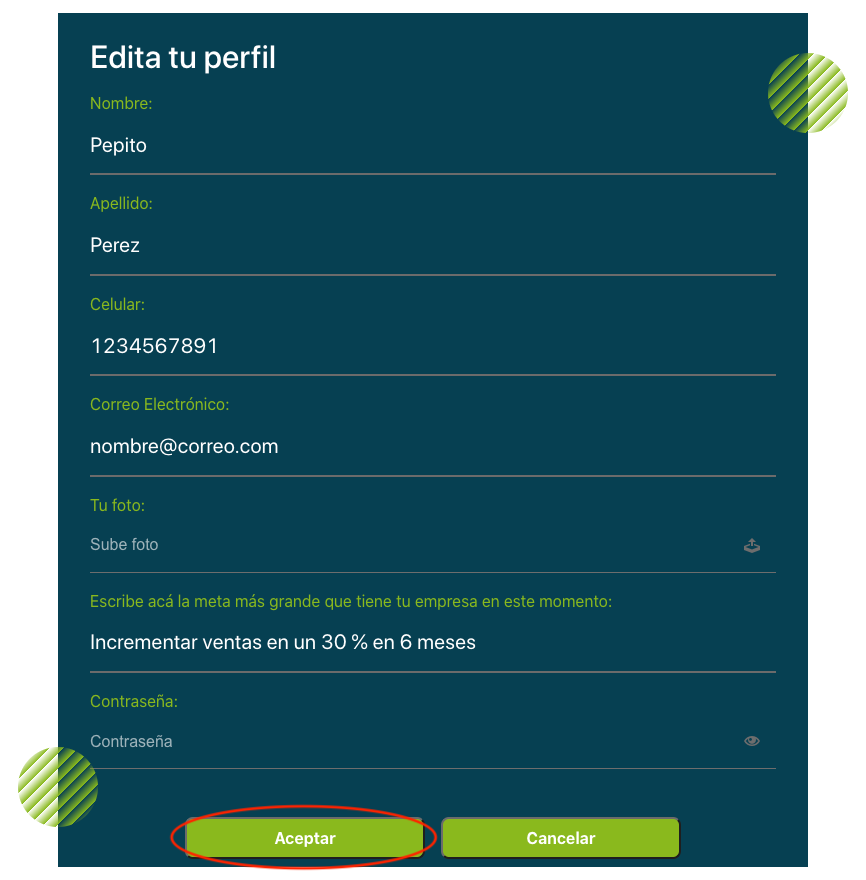 Edita tu perfil
Nombre:
Pepito
Apellido:
Perez
Celular:
1234567891
Correo Electrónico:
nombre@correo.com
Tu foto:
Sube foto
Escribe acá la meta más grande que tiene tu empresa en este momento:
Incrementar ventas en un 30 % en 6 meses
Contraseña:
Contraseña
Aceptar Cancelar